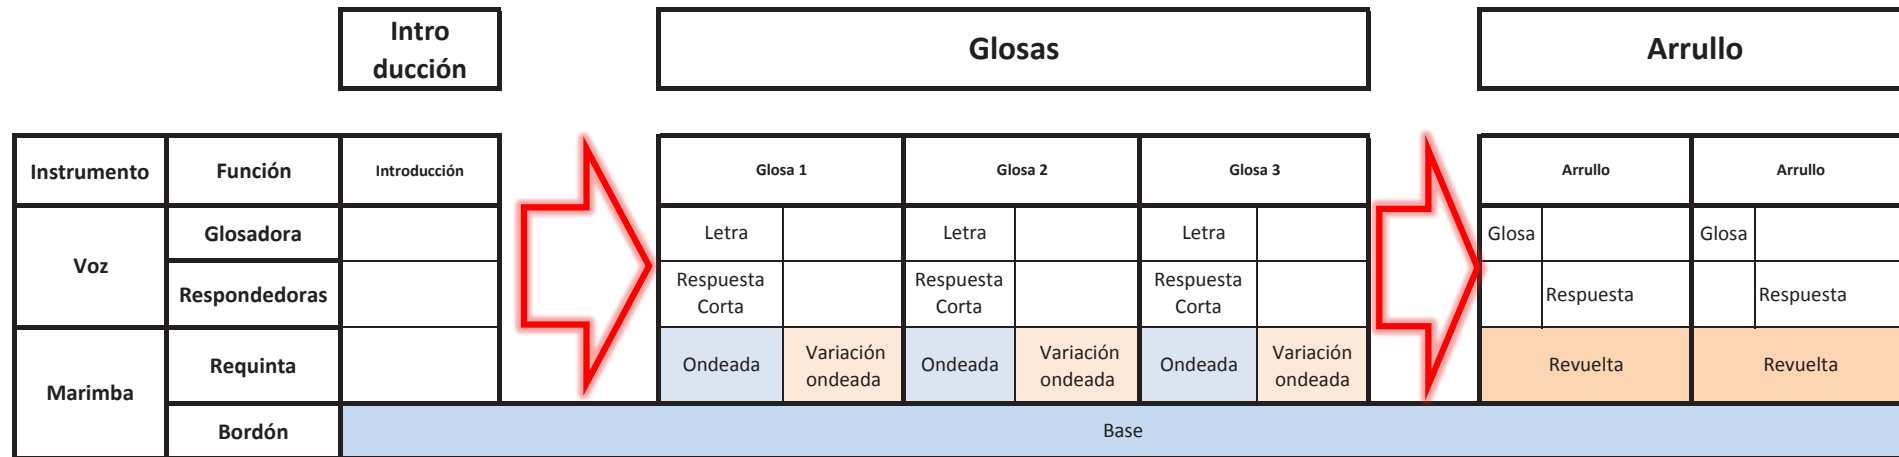 Intro
ducción
Glosas
Arrullo
Instrumento
Función
Introducción
Glosa 1
Glosa 2
Glosa 3
Arrullo
Arrullo
Voz
Glosadora
Letra
Letra
Letra
Glosa
Glosa
Respondedoras
Respuesta
Corta
Respuesta
Corta
Respuesta
Corta
Respuesta
Respuesta
Marimba
Requinta
Ondeada
Variación
ondeada
Ondeada
Variación
ondeada
Ondeada
Variación
ondeada
Revuelta
Revuelta
Bordón
Base